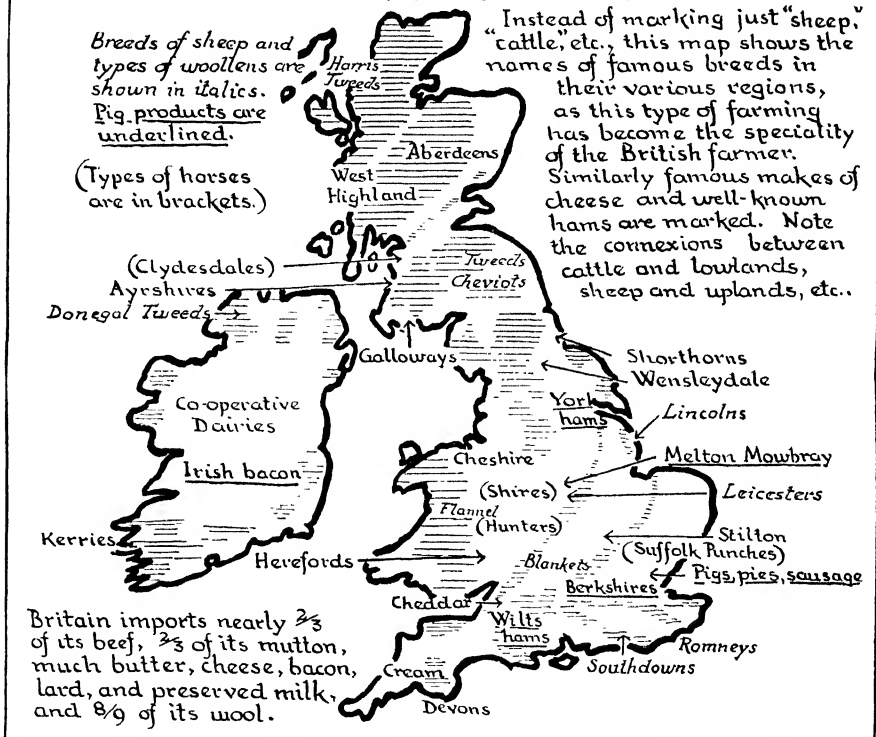 Breeds of sheep and
types of woollens are
shown in italics.
Pig products are
underlined.
(Types of horses
are in brackets.)
Instead of marking just "sheep,"
"cattle," etc., this map shows the
names of famous breeds in
their various regions,
as this type of farming
has become the speciality
of the British farmer.
Similarly famous makes of
cheese and well-known
hams are marked. Note
the connexions between
cattle and lowlands,
sheep and uplands, etc..
Harris
Tweeds
Aberdeens
West
Highland
(Clydesdales)
Ayrshires
Donegal Tweeds
Tweeds
Cheviots
Galloways
Shorthorns
Wensleydale
York
hams
Lincolns
Co-operative
Dairies
Irish bacon
Cheshire
Melton Mowbray
(Shires)
Leicesters
Flannel
(Hunters)
Kerries
Stilton
(Suffolk Punches)
Herefords
Blankets
Pigs, pies, sausage
Berkshires
Cheddar
Wilts
hams
Romneys
Southdowns
Cream
Devons
Britain imports nearly 2/3
of its beef, 2/3 of its mutton,
much butter, cheese, bacon,
lard, and preserved milk,
and 8/9 of its wool.